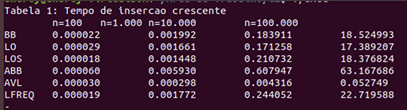 Tabela 1: Tempo de insercao crescente
n=100 n=1.000 n=10.000 n=100.000
BB 0.000022 0.001992 0.183911 18.524993
LO 0.000029 0.001661 0.171258 17.389207
LOS 0.000018 0.001448 0.210732 18.376824
ABB 0.000060 0.005930 0.607947 63.167686
AVL 0.000030 0.000298 0.004316 0.052749
LFREQ 0.000019 0.001772 0.244052 22.719588